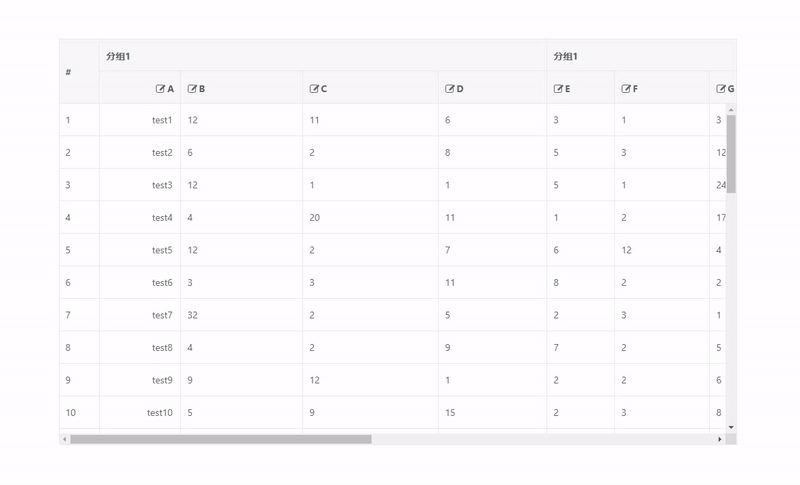 分组1 分组1
#
A B C D E F G
1 test1 12 11 6 3 1 3
2 test2 6 2 8 5 3 12
3 test3 12 1 1 5 1 24
4 test4 4 20 11 1 2 17
5 test5 12 2 7 6 12 4
6 test6 3 3 11 8 2 2
7 test7 32 2 5 2 3 1
8 test8 4 2 9 7 2 5
9 test9 9 12 1 2 2 6
10 test10 5 9 15 2 3 8